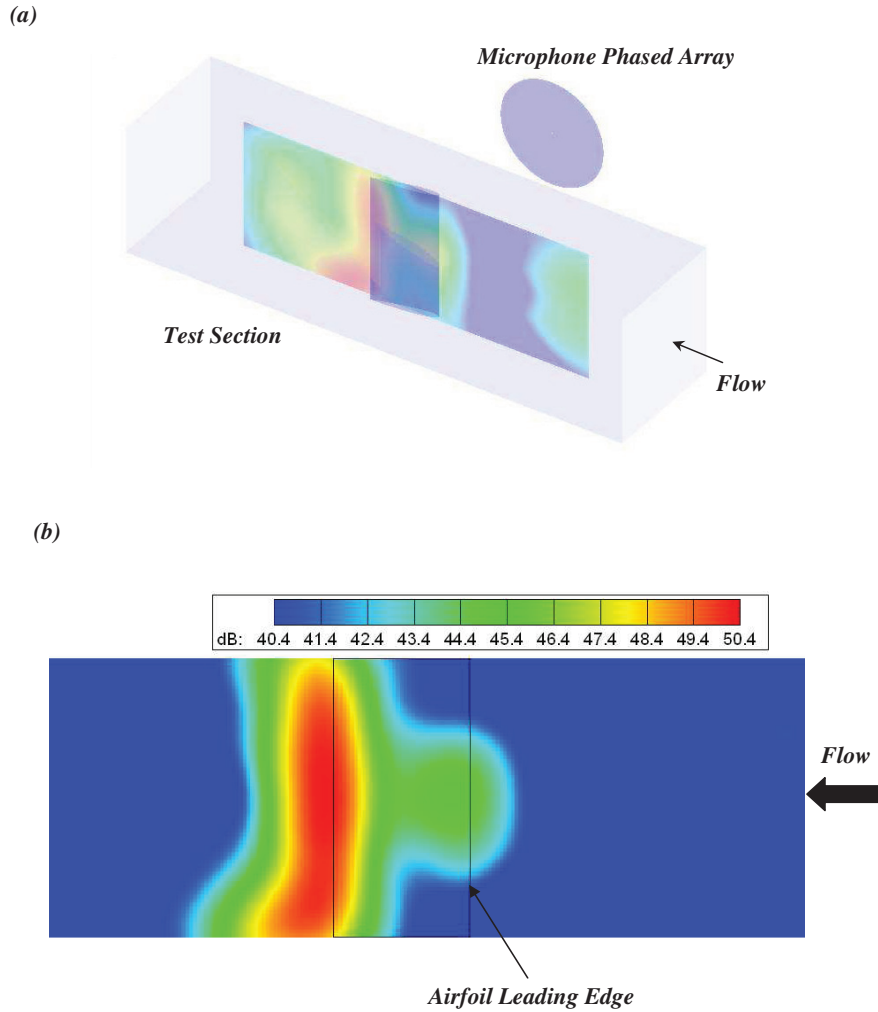 (a)
Microphone Phased Array
Test Section
Flow
(b)
dB: 40.4 41.4 42.4 43.4 44.4 45.4 46.4 47.4 48.4 49.4 50.4
Flow
Airfoil Leading Edge